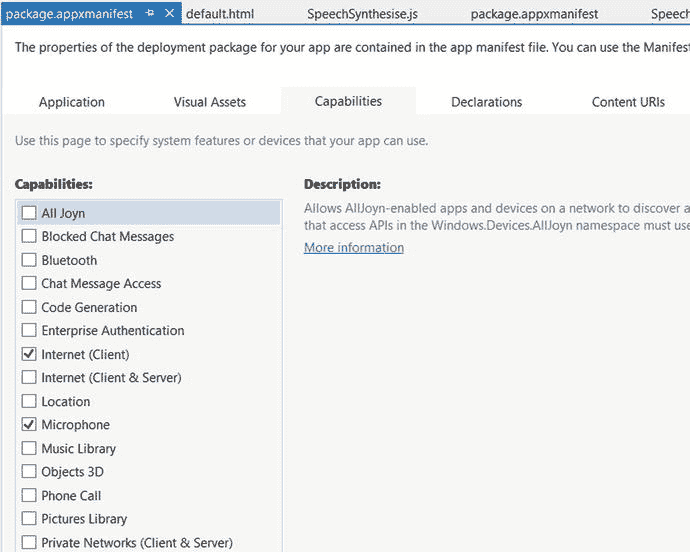 package.appxmanifest default.html SpeechSynthesise.js package.appxmanifest Speech
The properties of the deployment package for your app are contained in the app manifest file. You can use the Manifest
Application Visual Assets Capabilities Declarations Content URIs
Use this page to specify system features or devices that your app can use.
Capabilities: Description:
All Joyn
Allows AllJoyn-enabled apps and devices on a network to discover a
that access APIs in the Windows.Devices.AllJoyn namespace must use
More information
Blocked Chat Messages
Bluetooth
Chat Message Access
Code Generation
Enterprise Authentication
Internet (Client)
Internet (Client & Server)
Location
Microphone
Music Library
Objects 3D
Phone Call
Pictures Library
Private Networks (Client & Server)